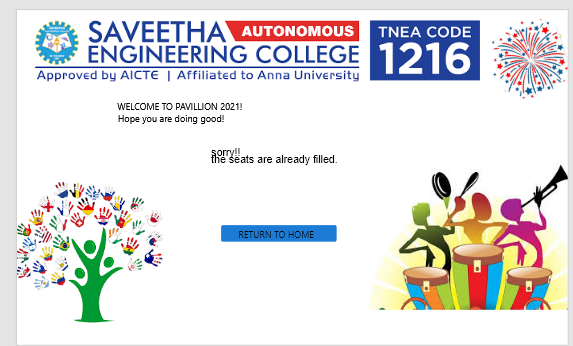 SAVEETHA AUTONOMOUS
ENGINEERING COLLEGE
Approved by AICTE | Affiliated to Anna University
TNEA CODE
1216
WELCOME TO PAVILLION 2021!
Hope you are doing good!
sorry!!
the seats are already filled.
RETURN TO HOME